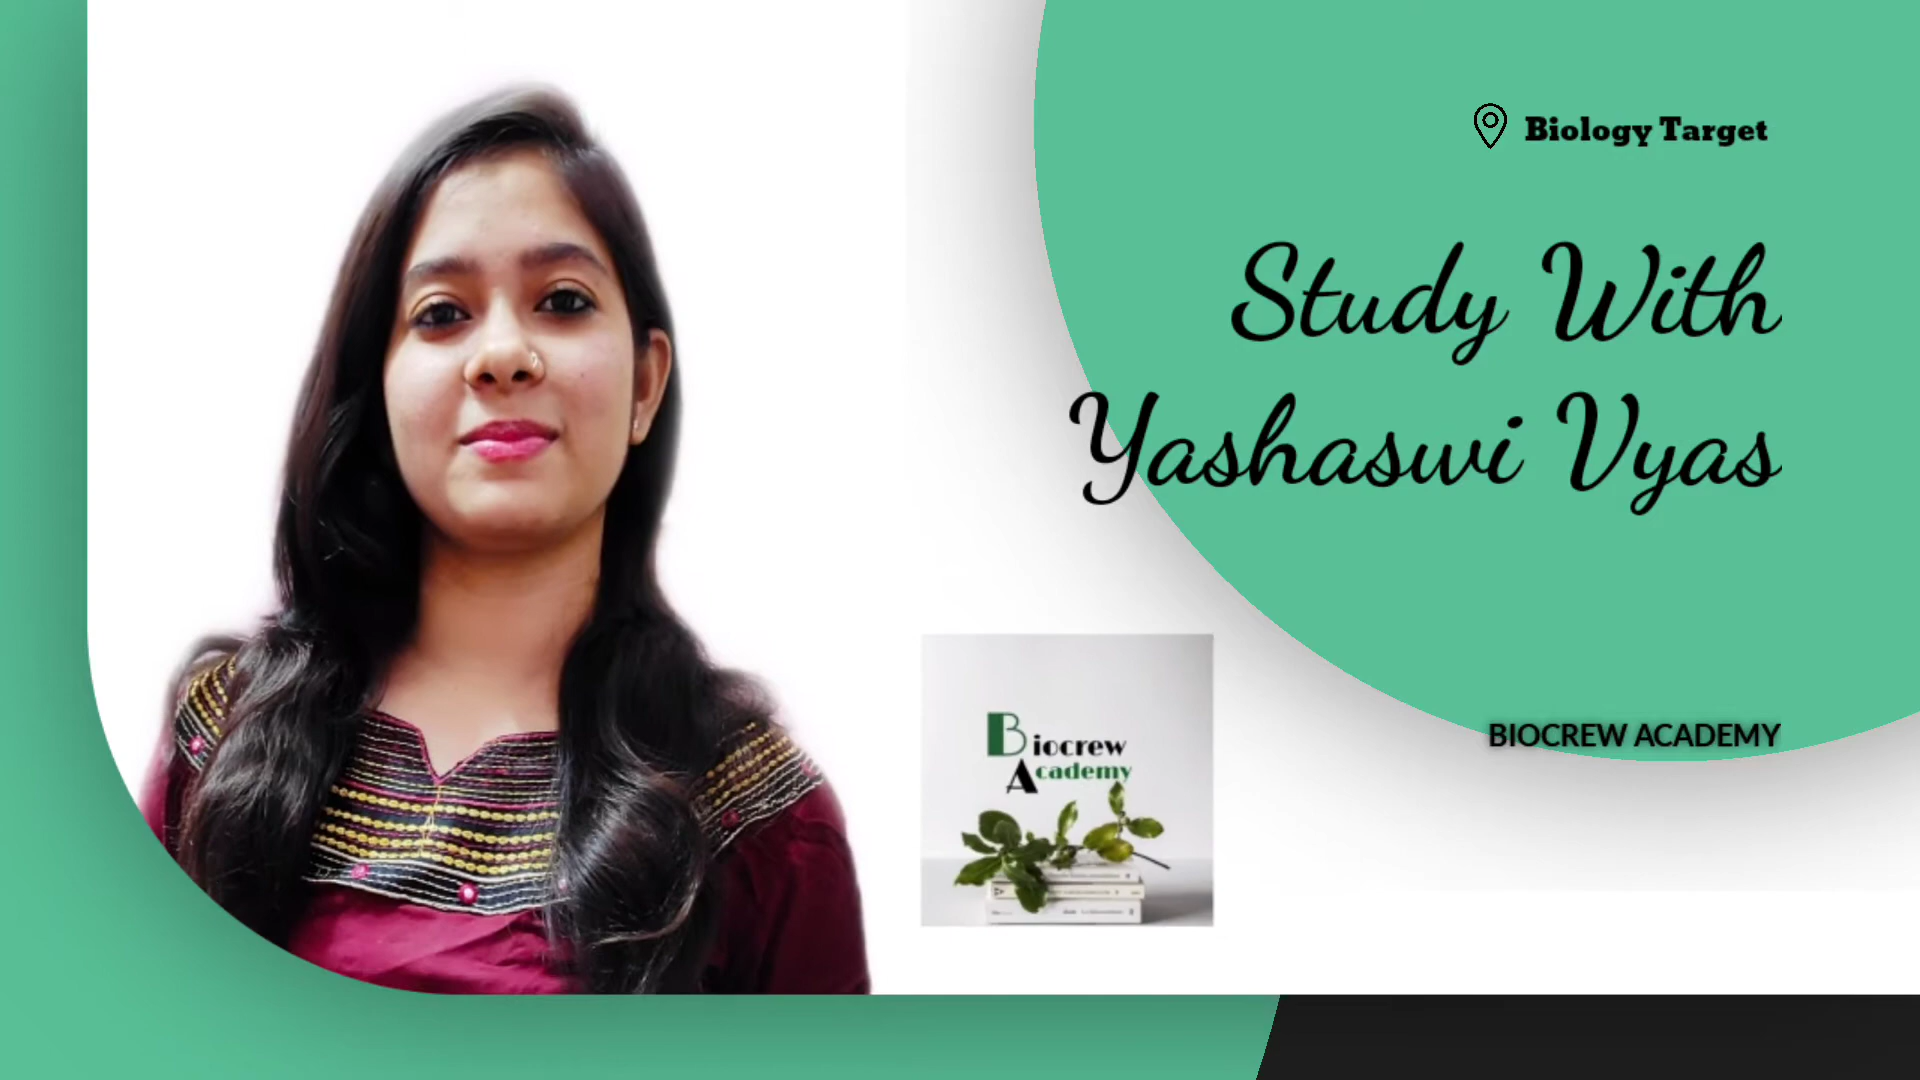 Biology Target
Study With
Yashaswi Vyas
Biocrew
Academy
BIOCREW ACADEMY